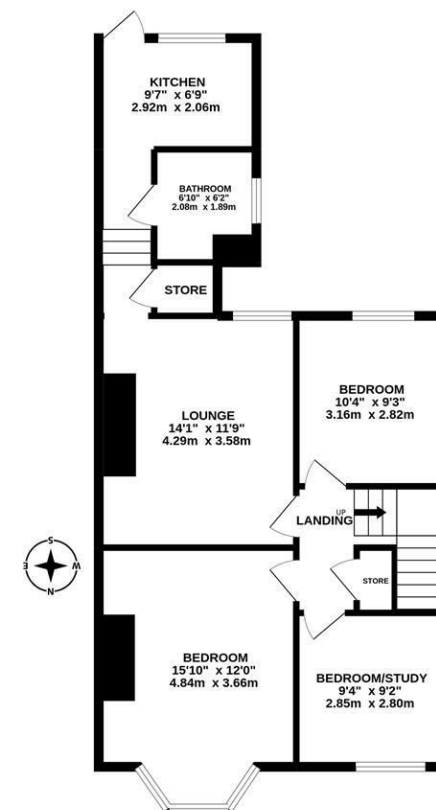 KITCHEN
9'7" x 6'9"
2.92m x 2.06m
BATHROOM
6'10" x 6'2"
2.08m x 1.89m
STORE
BEDROOM
10'4" x 9'3"
3.16m x 2.82m
LOUNGE
14'1" x 11'9"
4.29m x 3.58m
UP
LANDING
S
E
W
N
STORE
BEDROOM
15'10" x 12'0"
4.84m x 3.66m
BEDROOM/STUDY
9'4" x 9'2"
2.85m x 2.80m